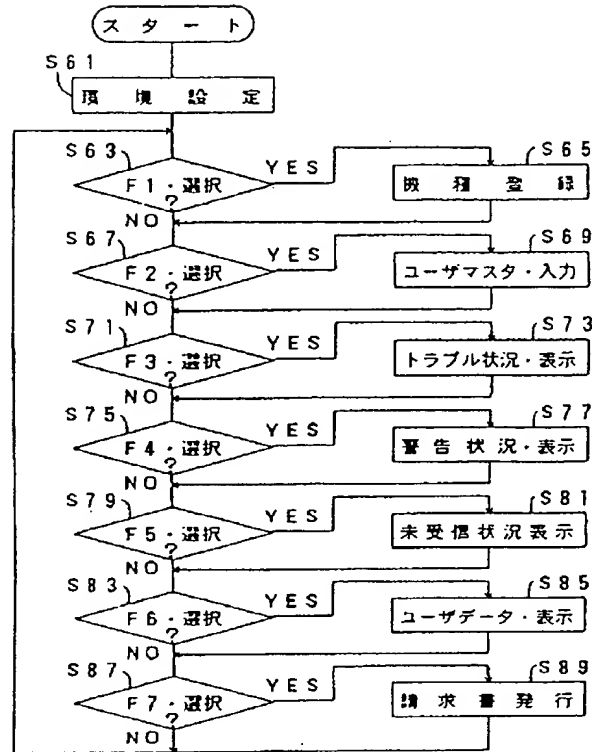 スタート
S61
環境設定
S63
F1・選択
?
YES
S65
機種登録
NO
S67
F2・選択
?
YES
S69
ユーザマスタ・入力
NO
S71
F3・選択
?
YES
S73
トラブル状況・表示
NO
S75
F4・選択
?
YES
S77
警告状況・表示
NO
S79
F5・選択
?
YES
S81
未受信状況表示
NO
S83
F6・選択
?
YES
S85
ユーザデータ・表示
NO
S87
F7・選択
?
YES
S89
請求書発行
NO